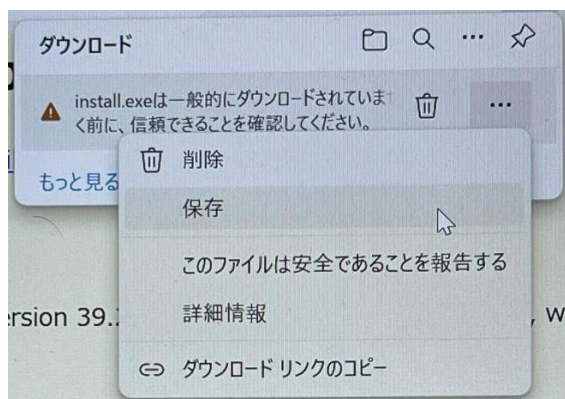 ダウンロード
install.exeは一般的にダウンロードされていま
く前に、信頼できることを確認してください。
もっと見る
削除
保存
このファイルは安全であることを報告する
詳細情報
ersion 39.
, w
ダウンロード リンクのコピー